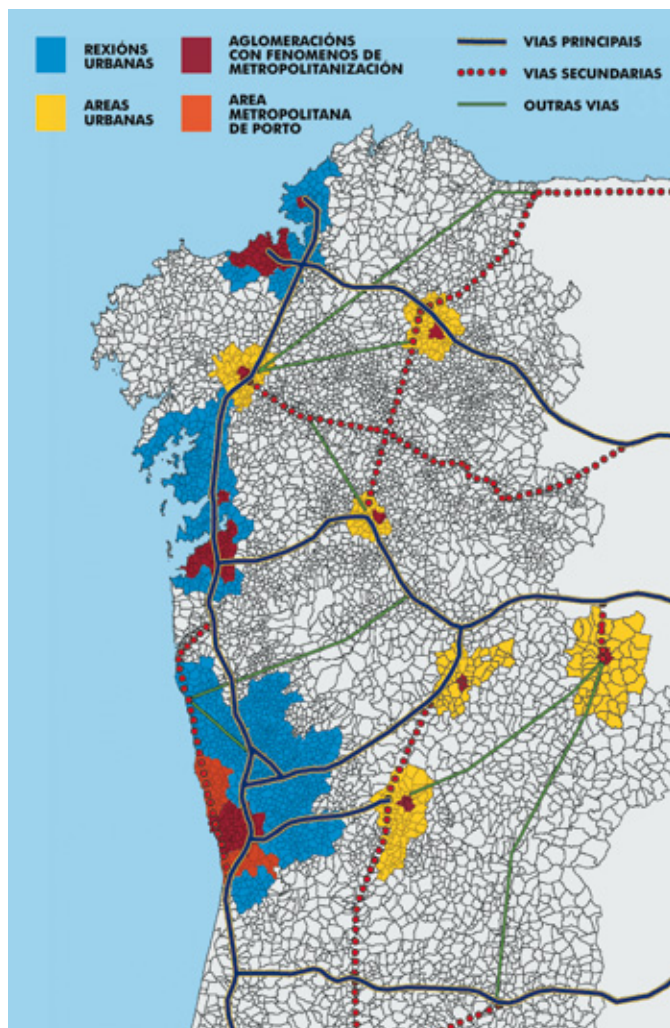 REXIÓNS
URBANAS
AREAS
URBANAS
AGLOMERACIÓNS
CON FENOMENOS DE
METROPOLITANIZACIÓN
AREA
METROPOLITANA
DE PORTO
VIAS PRINCIPAIS
VIAS SECUNDARIAS
OUTRAS VIAS